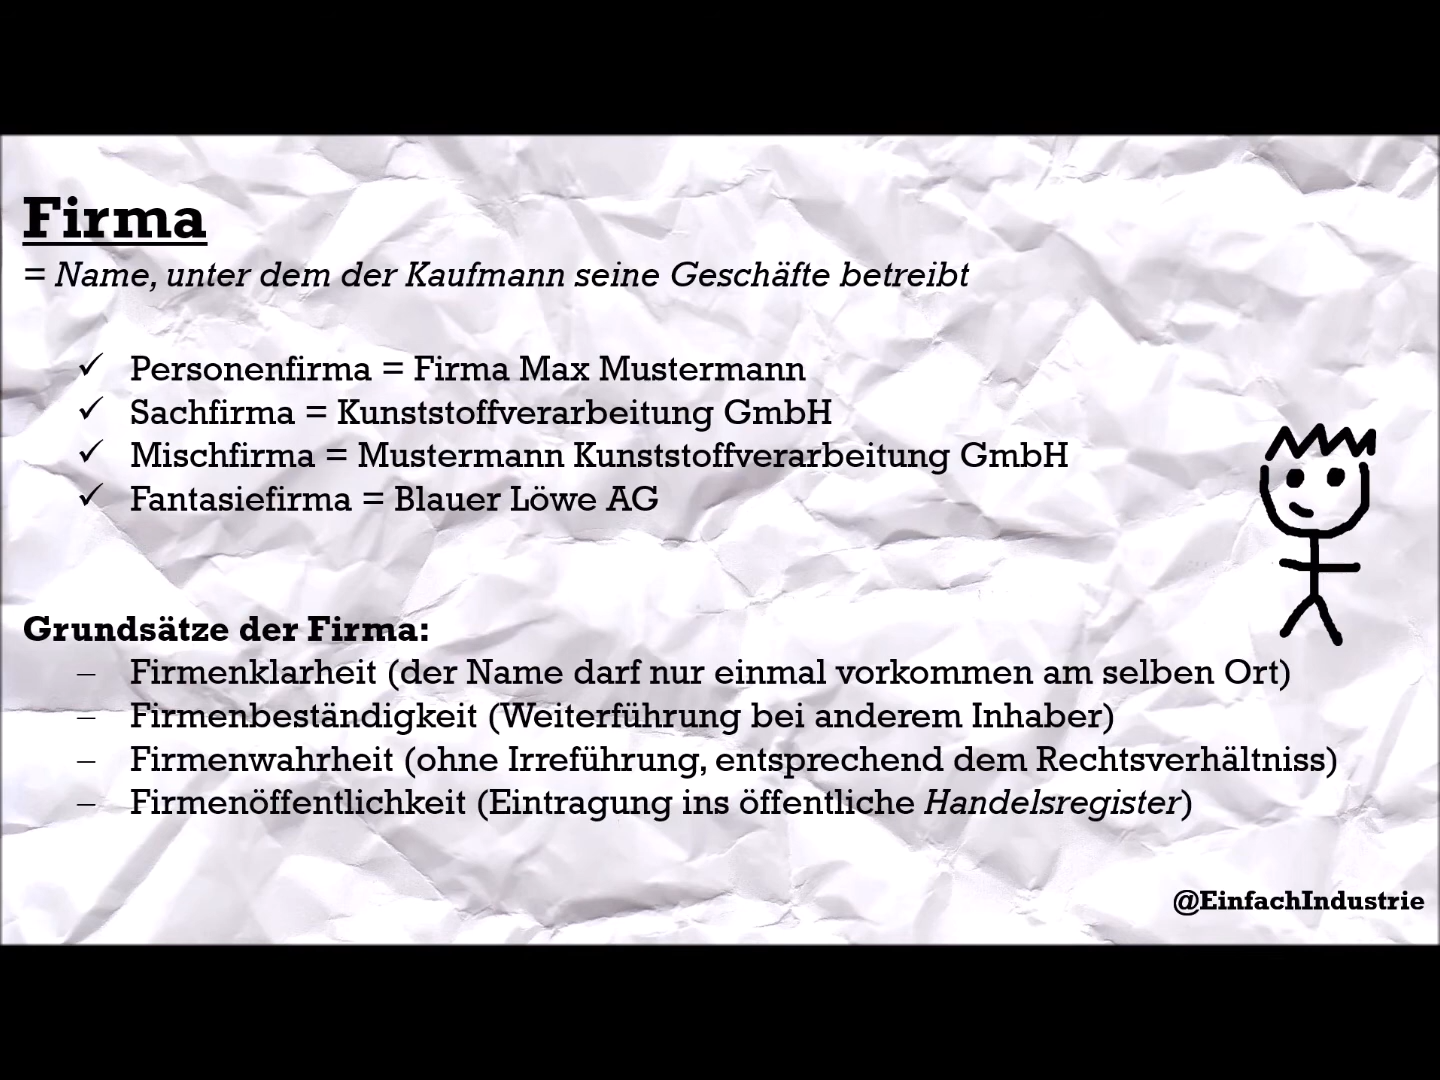 Firma
= Name, unter dem der Kaufmann seine Geschäfte betreibt
✓ Personenfirma = Firma Max Mustermann
✓ Sachfirma = Kunststoffverarbeitung GmbH
✓ Mischfirma = Mustermann Kunststoffverarbeitung GmbH
✓ Fantasiefirma = Blauer Löwe AG
Grundsätze der Firma:
– Firmenklarheit (der Name darf nur einmal vorkommen am selben Ort)
– Firmenbeständigkeit (Weiterführung bei anderem Inhaber)
– Firmenwahrheit (ohne Irreführung, entsprechend dem Rechtsverhältniss)
– Firmenöffentlichkeit (Eintragung ins öffentliche Handelsregister)
@EinfachIndustrie